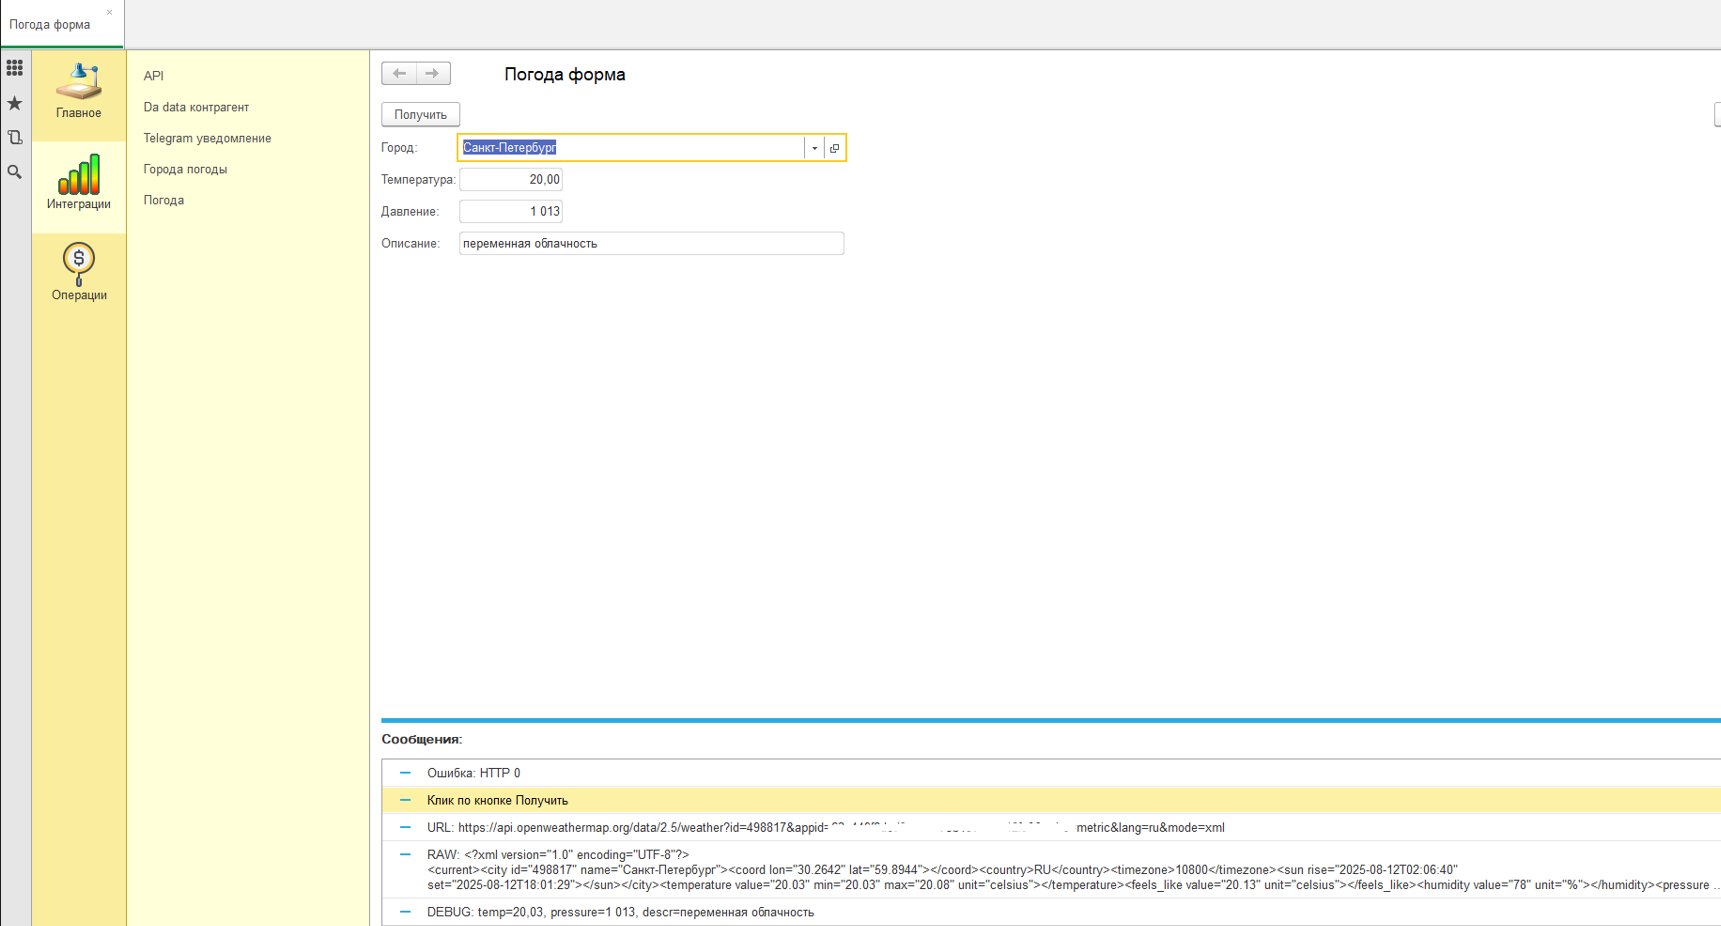 Погода форма
Главное
Интеграции
Операции
API
Da data контрагент
Telegram уведомление
Города погоды
Погода
Погода форма
Получить
Город: Санкт-Петербург
Температура: 20,00
Давление: 1 013
Описание: переменная облачность
Сообщения:
Ошибка: HTTP 0
Клик по кнопке Получить
URL: https://api.openweathermap.org/data/2.5/weather?id=498817&appid= metric&lang=ru&mode=xml
RAW: <?xml version="1.0" encoding="UTF-8"?>
<current><city id="498817" name="Санкт-Петербург"><coord lon="30.2642" lat="59.8944"></coord><country>RU</country><timezone>10800</timezone><sun rise="2025-08-12T02:06:40"
set="2025-08-12T18:01:29"></sun></city><temperature value="20.03" min="20.03" max="20.08" unit="celsius"></temperature><feels_like value="20.13" unit="celsius"></feels_like><humidity value="78" unit="%"></humidity><pressure ...
DEBUG: temp=20,03, pressure=1 013, descr=переменная облачность